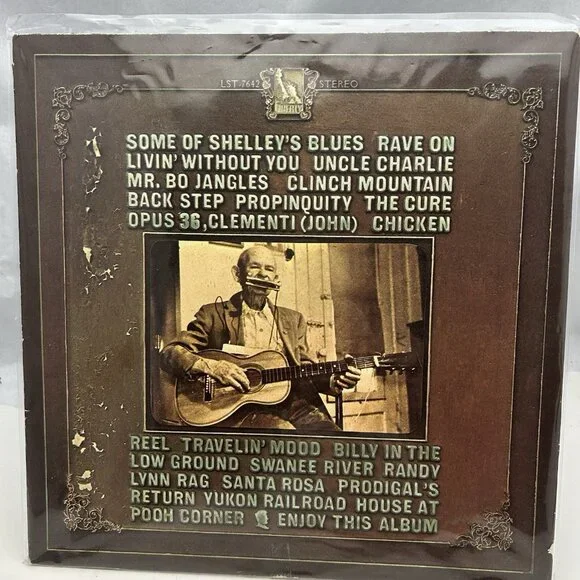 LST-7642 STEREO
LIBERTY
SOME OF SHELLEY'S BLUES RAVE ON
LIVIN' WITHOUT YOU UNCLE CHARLIE
MR. BO JANGLES CLINCH MOUNTAIN
BACK STEP PROPINQUITY THE CURE
OPUS 36, CLEMENTI (JOHN) CHICKEN
REEL TRAVELIN' MOOD BILLY IN THE
LOW GROUND SWANEE RIVER RANDY
LYNN RAG SANTA ROSA PRODIGAL'S
RETURN YUKON RAILROAD HOUSE AT
POOH CORNER ENJOY THIS ALBUM